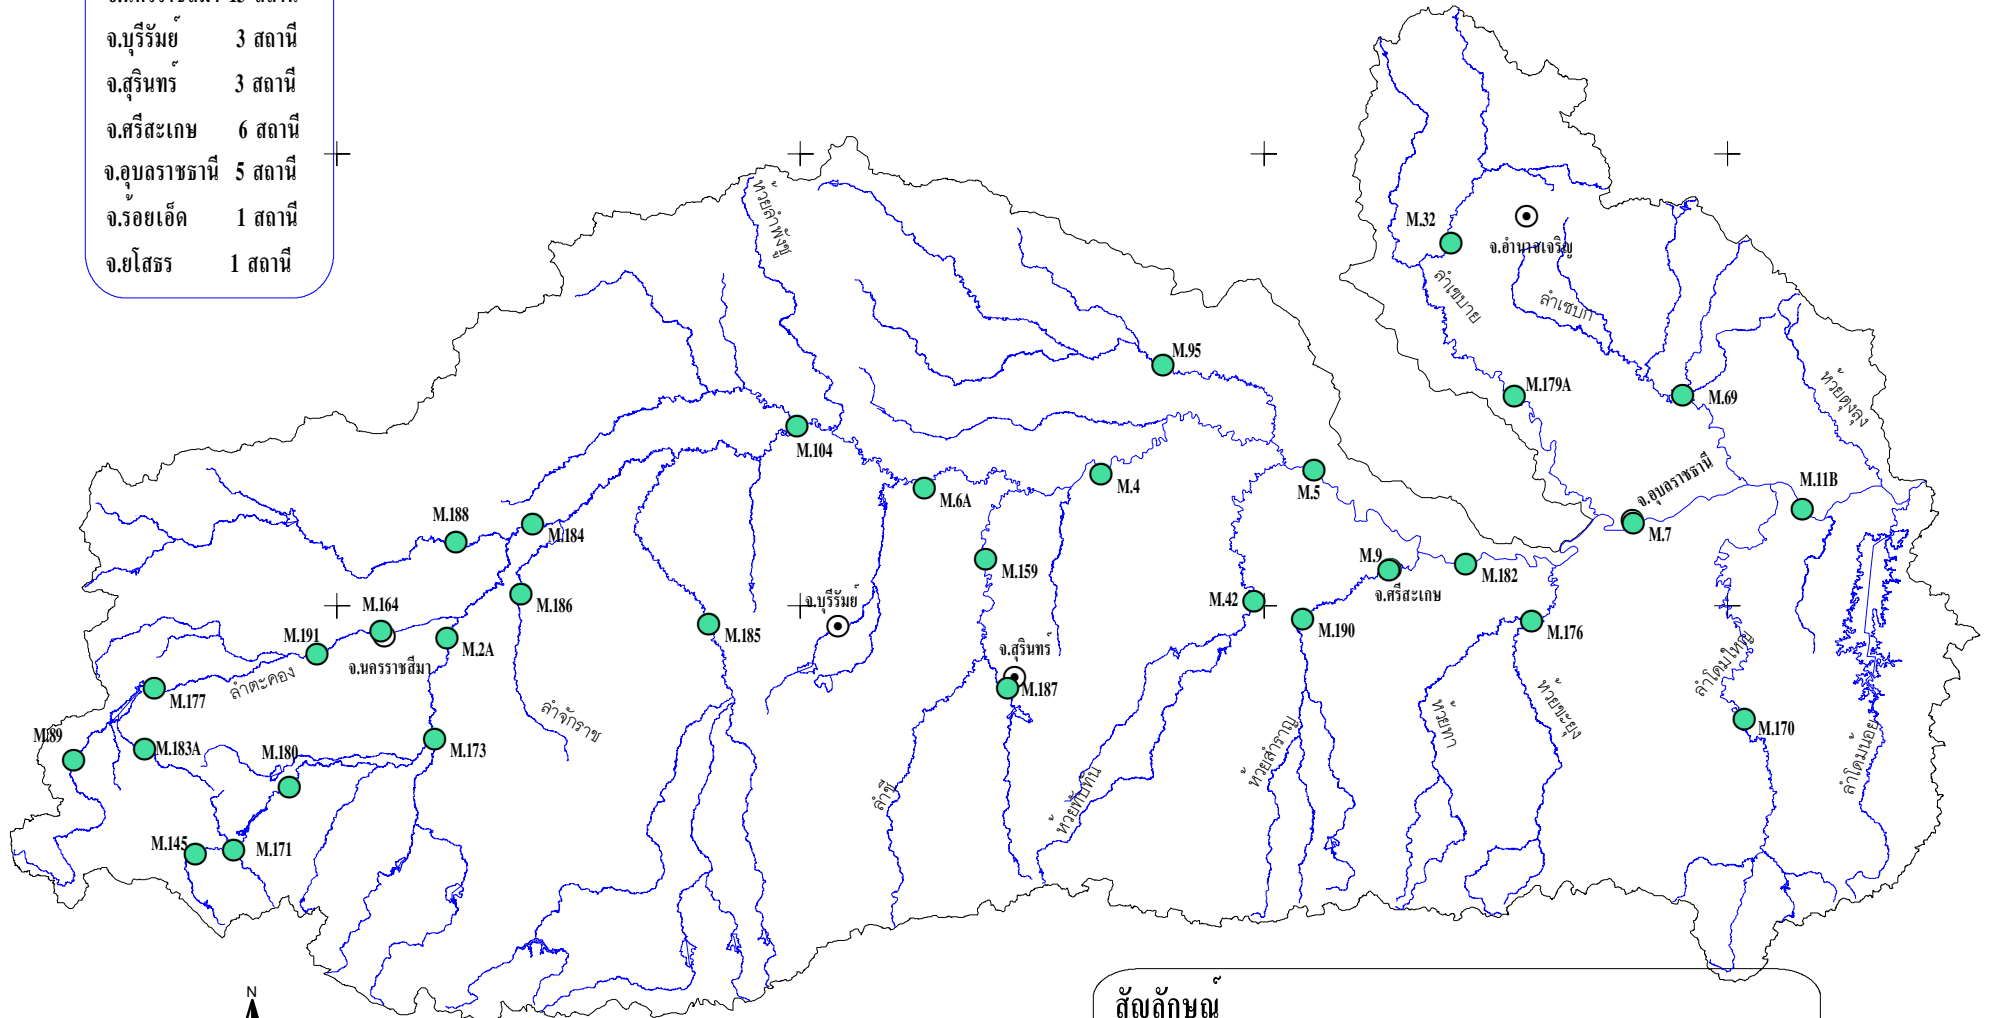 จ.บุรีรัมย์ 3 สถานี
จ.สุรินทร์ 3 สถานี
จ.ศรีสะเกษ 6 สถานี
จ.อุบลราชธานี 5 สถานี
จ.ร้อยเอ็ด 1 สถานี
จ.ยโสธร 1 สถานี
ห้วยลำพังชู
M.32
จ.อำนาจเจริญ
ลำเซบาย
ลำเซบก
M.95
M.179A
M.69
ห้วยตุงลุง
M.104
M.6A
M.4
M.5
จ.อุบลราชธานี
M.11B
M.7
M.188
M.184
M.159
M.9
จ.ศรีสะเกษ
M.182
M.186
M.164
M.191
จ.นครราชสีมา
M.2A
M.185
จ.บุรีรัมย์
M.42
M.190
M.176
จ.สุรินทร์
M.187
M.177
ลำตะคอง
ลำจักราช
ลำโดมใหญ่
M.170
M.89
M.183A
M.180
M.173
ลำชี
ห้วยทับทัน
ห้วยสำราญ
ห้วยทา
ห้วยขะยุง
ลำโดมน้อย
M.145
M.171
N
สัญลักษณ์